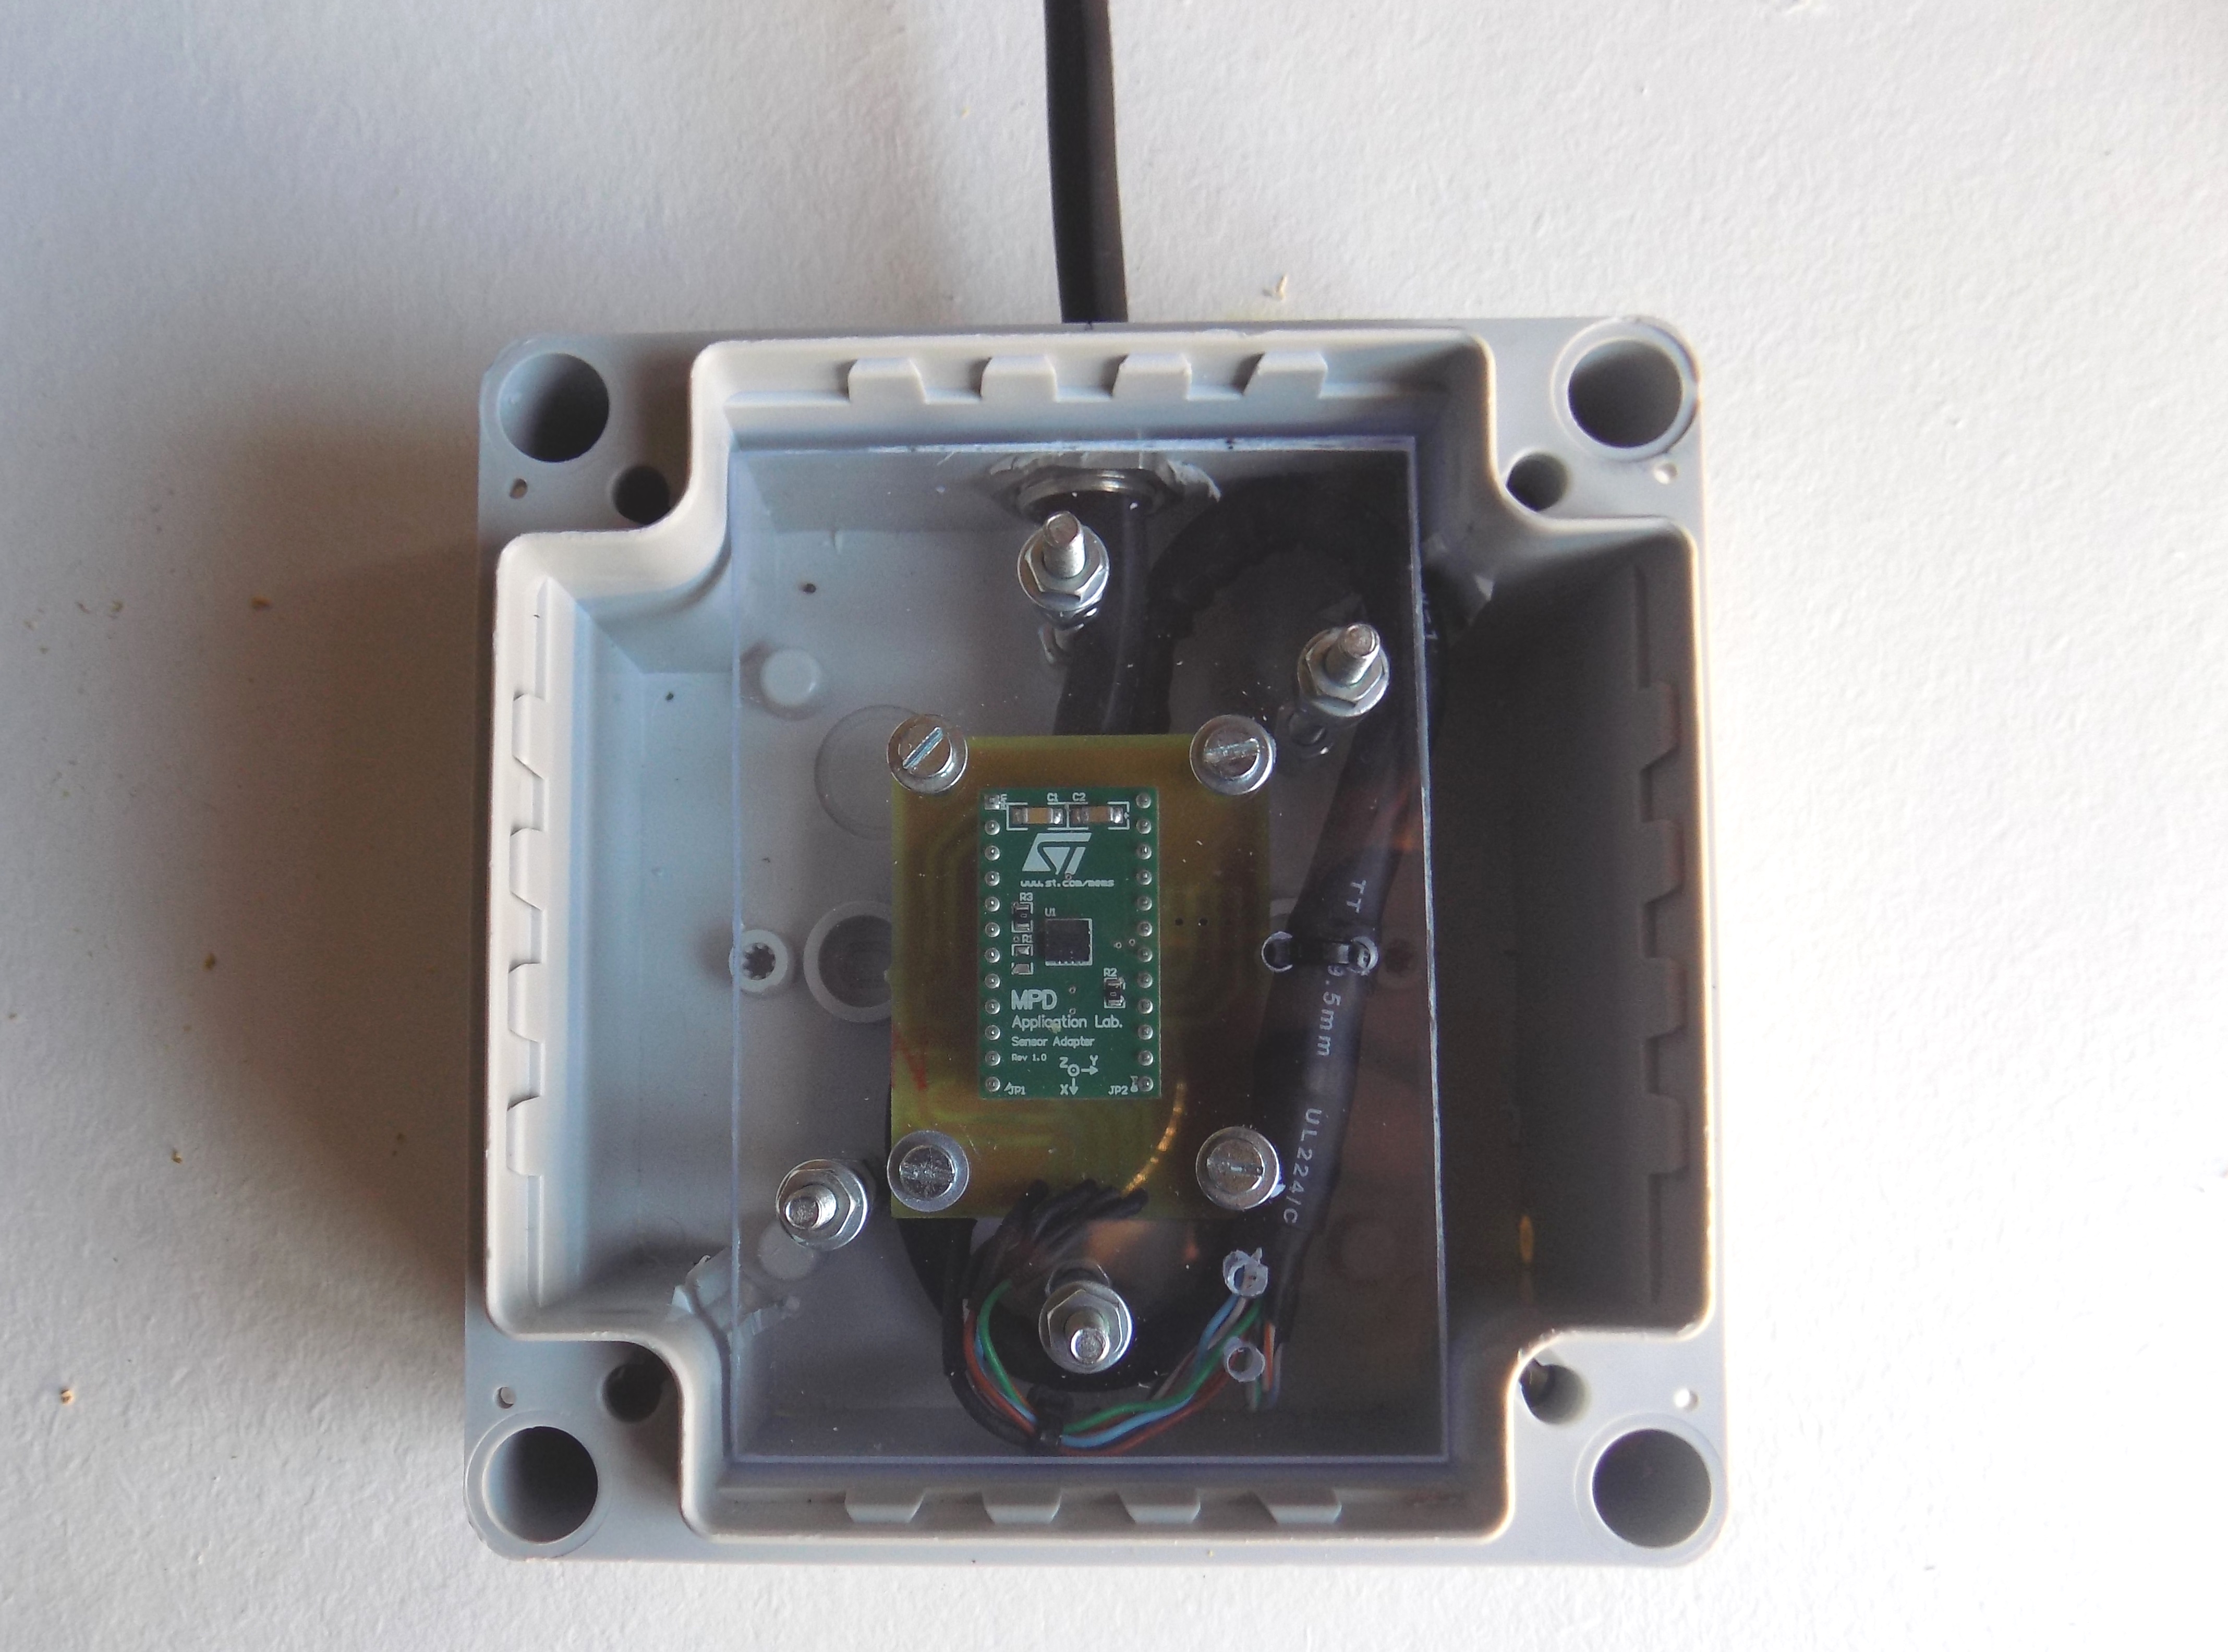 C1 C2
ST
www.st.com/mems
R3
U1
R1
R2
MPD
Application Lab.
Sensor Adapter
Rev 1.0
Z Y
X
JP1 JP2
9.5mm UL224/C